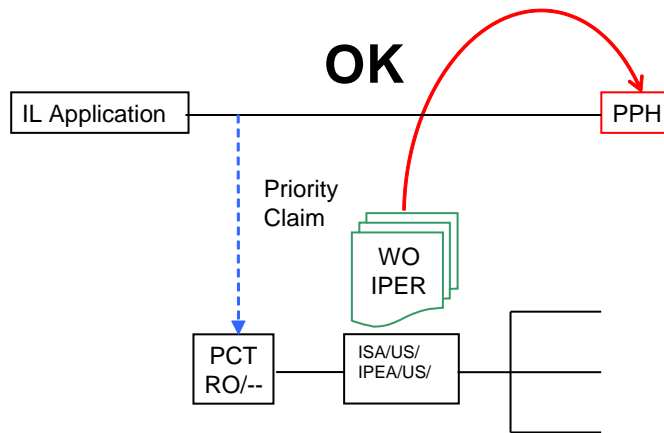 OK
IL Application
PPH
Priority
Claim
WO
IPER
PCT
RO/--
ISA/US/
IPEA/US/